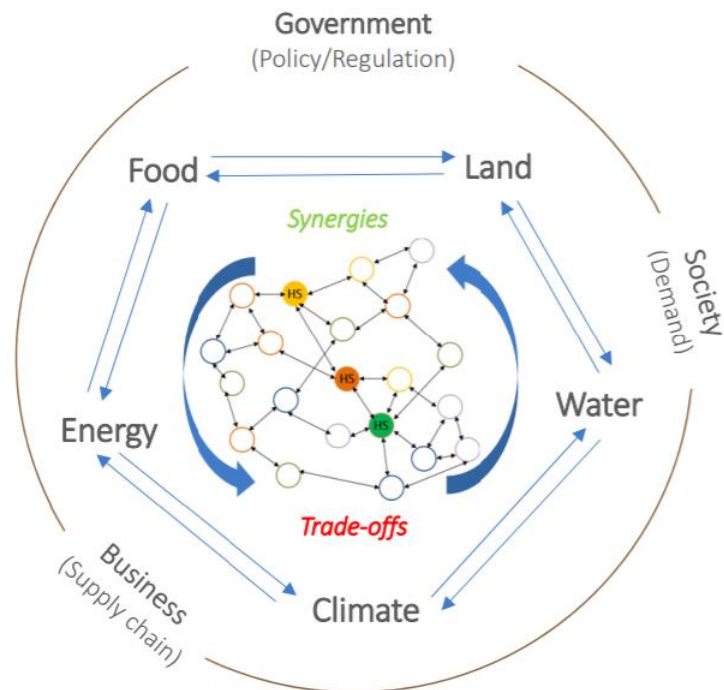 Government
(Policy/Regulation)
Food
Land
Synergies
HS
Society
(Demand)
HS
Water
HS
Energy
Trade-offs
Business
(Supply chain)
Climate